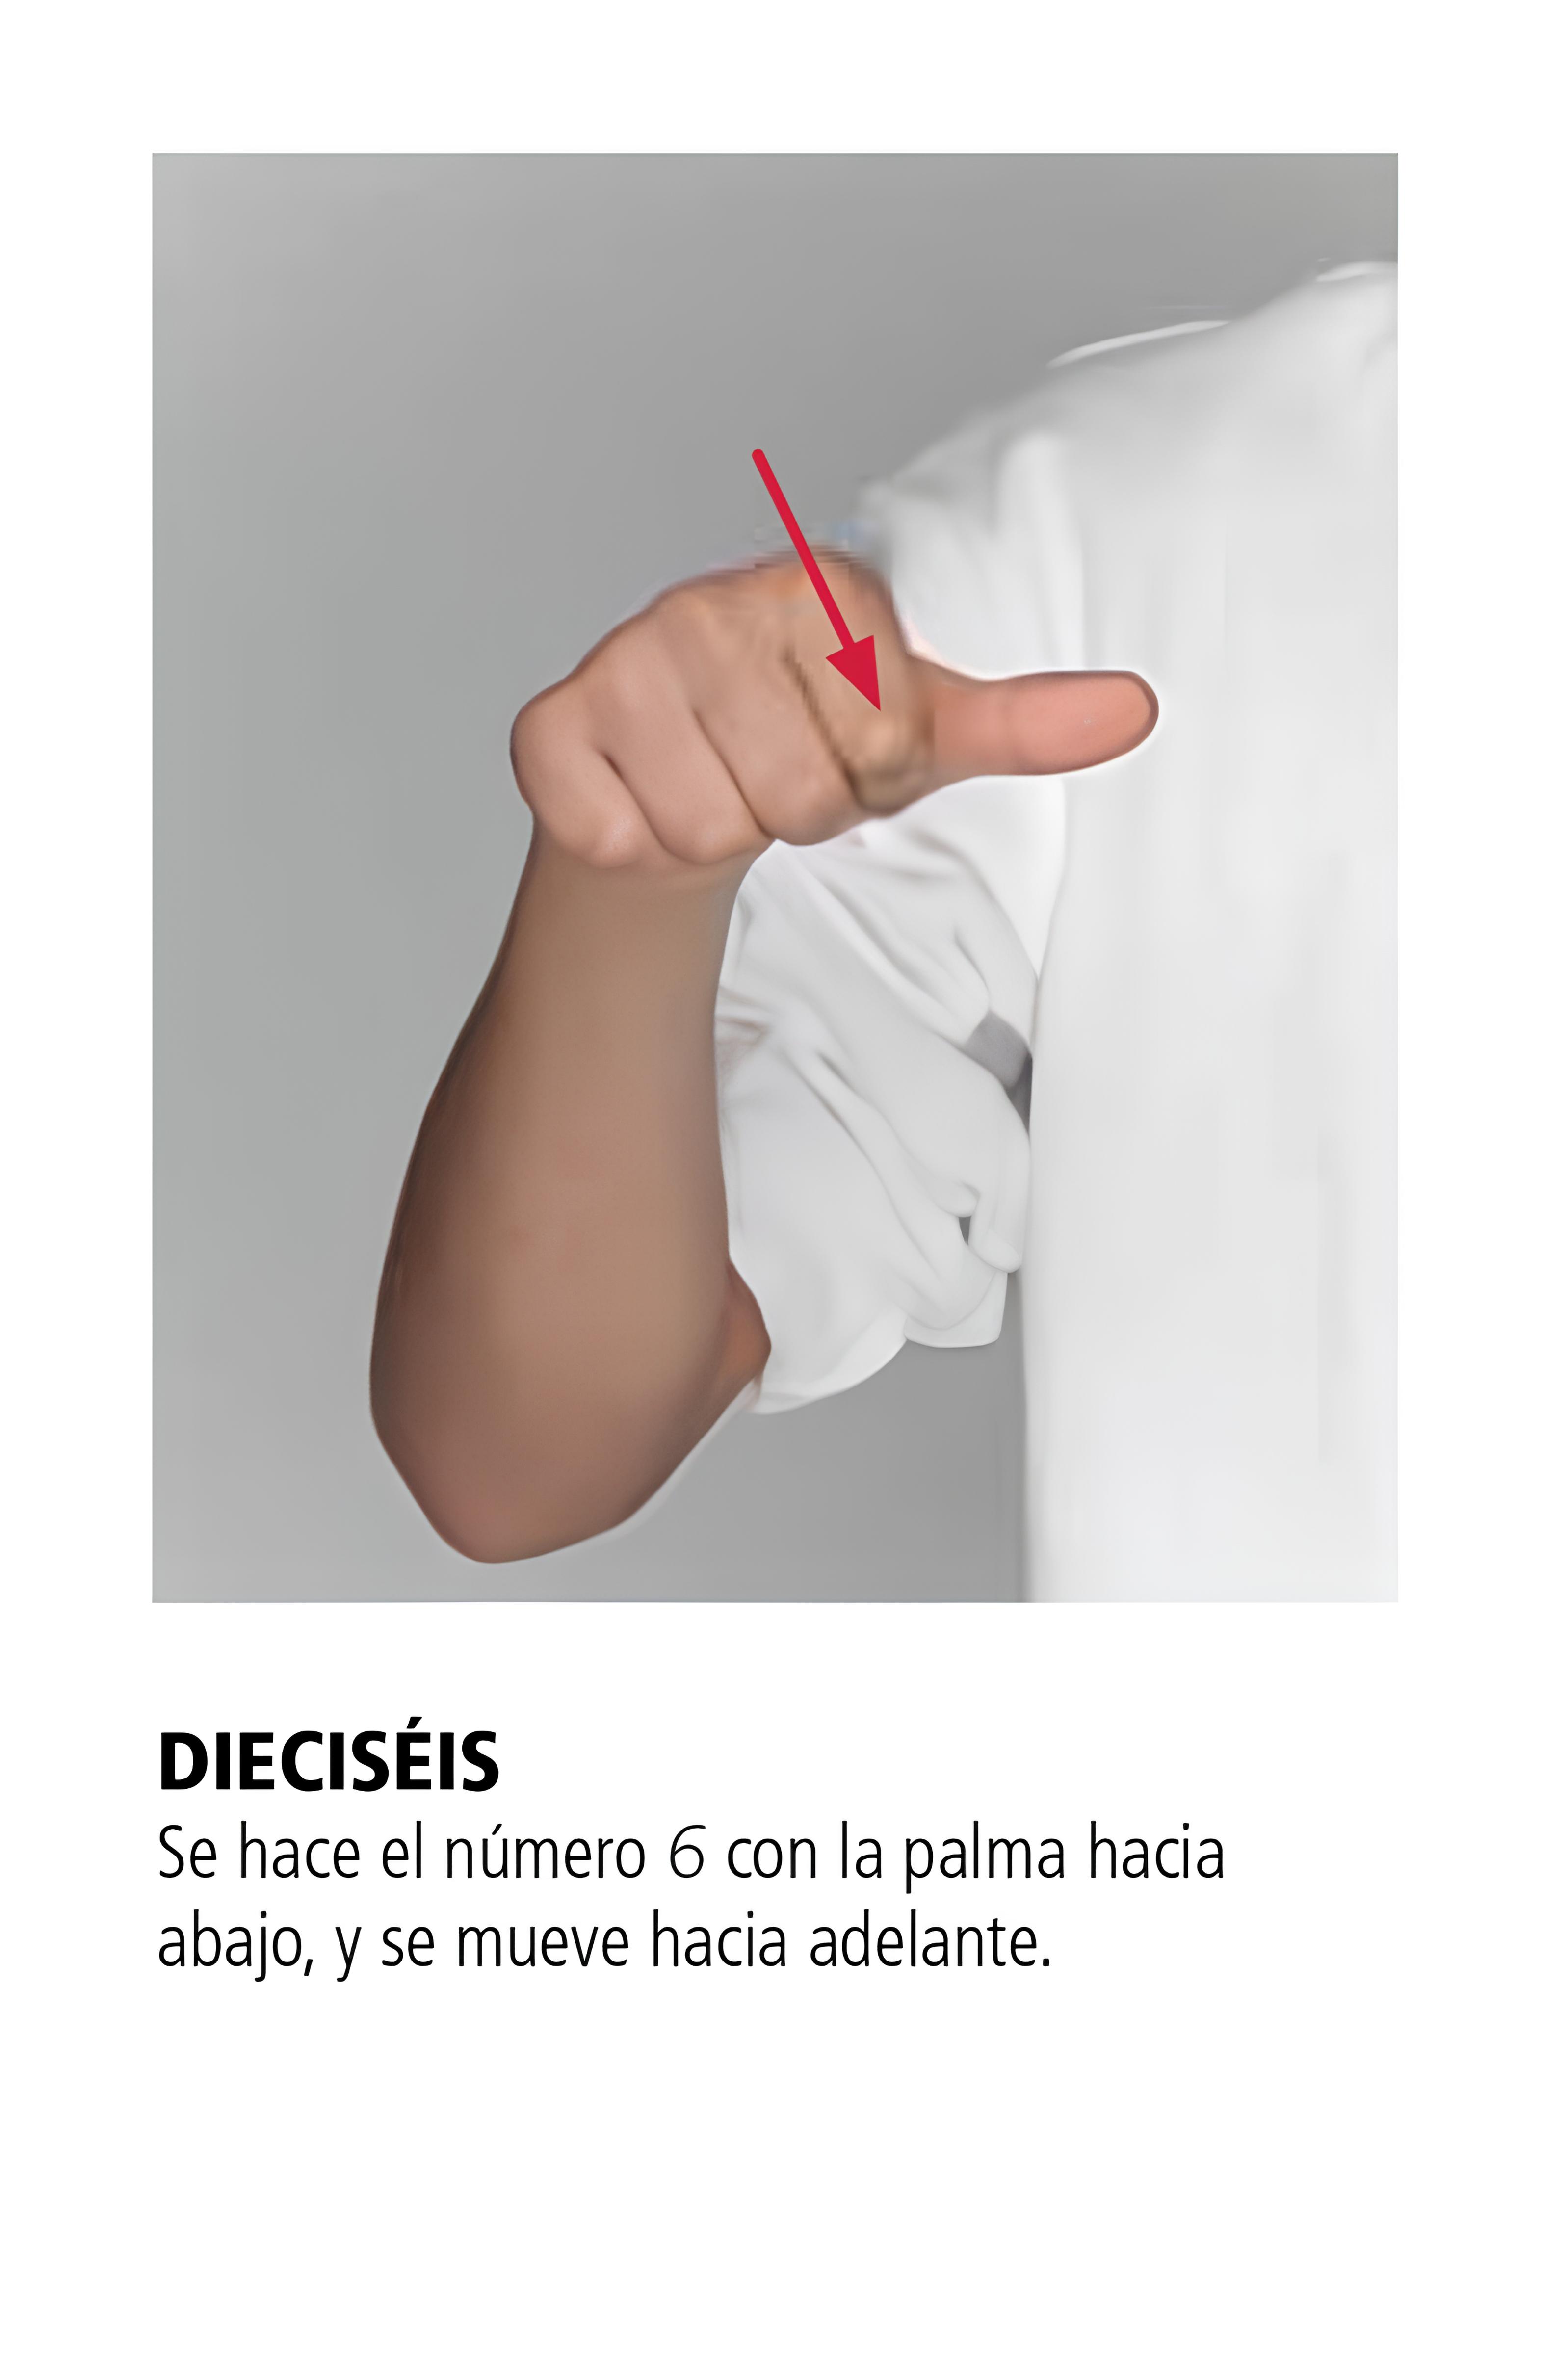 DIECISÉIS
Se hace el número 6 con la palma hacia
abajo, y se mueve hacia adelante.